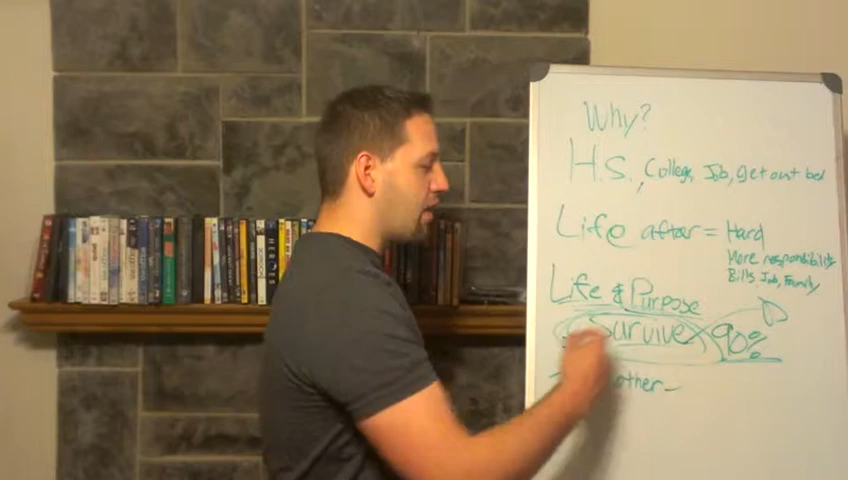 Why?
H.S., College, Job, get out bed
Life after = Hard
More responsibility
Bills, Job, Family
Life & Purpose
Survive 90%
other
HEROES